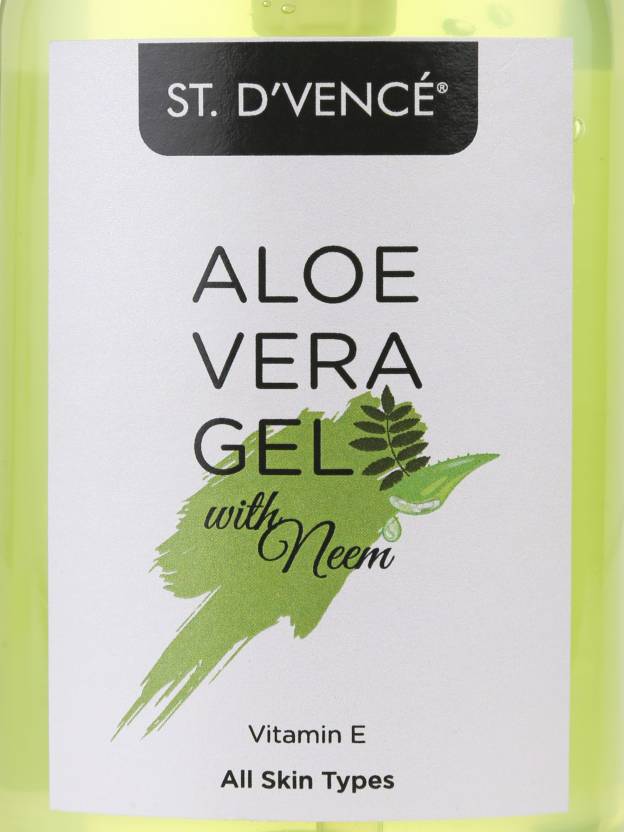 ST. D'VENCÉ®
ALOE
VERA
GEL
with
Neem
Vitamin E
All Skin Types